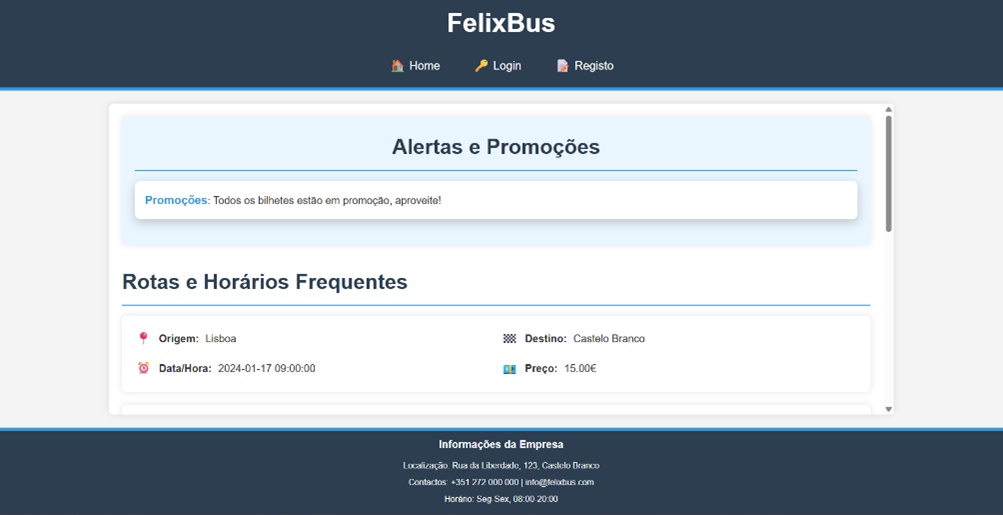 FelixBus
Home Login Registo
Alertas e Promoções
Promoções: Todos os bilhetes estão em promoção, aproveite!
Rotas e Horários Frequentes
Origem: Lisboa Destino: Castelo Branco
Data/Hora: 2024-01-17 09:00:00 Preço: 15.00€
Informações da Empresa
Localização: Rua da Liberdade, 123, Castelo Branco
Contactos: +351 272 000 000 | info@felixbus.com
Horário: Seg-Sex, 08:00-20:00